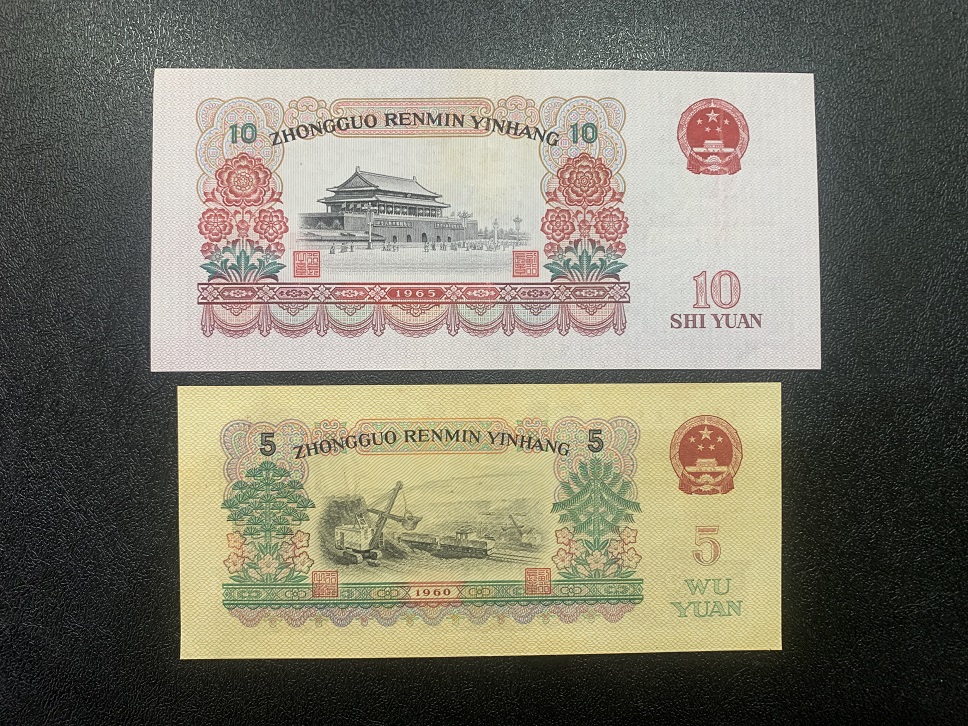 10 ZHONGGUO RENMIN YINHANG 10
1965
10
SHI YUAN
5 ZHONGGUO RENMIN YINHANG 5
1960
5
WU
YUAN